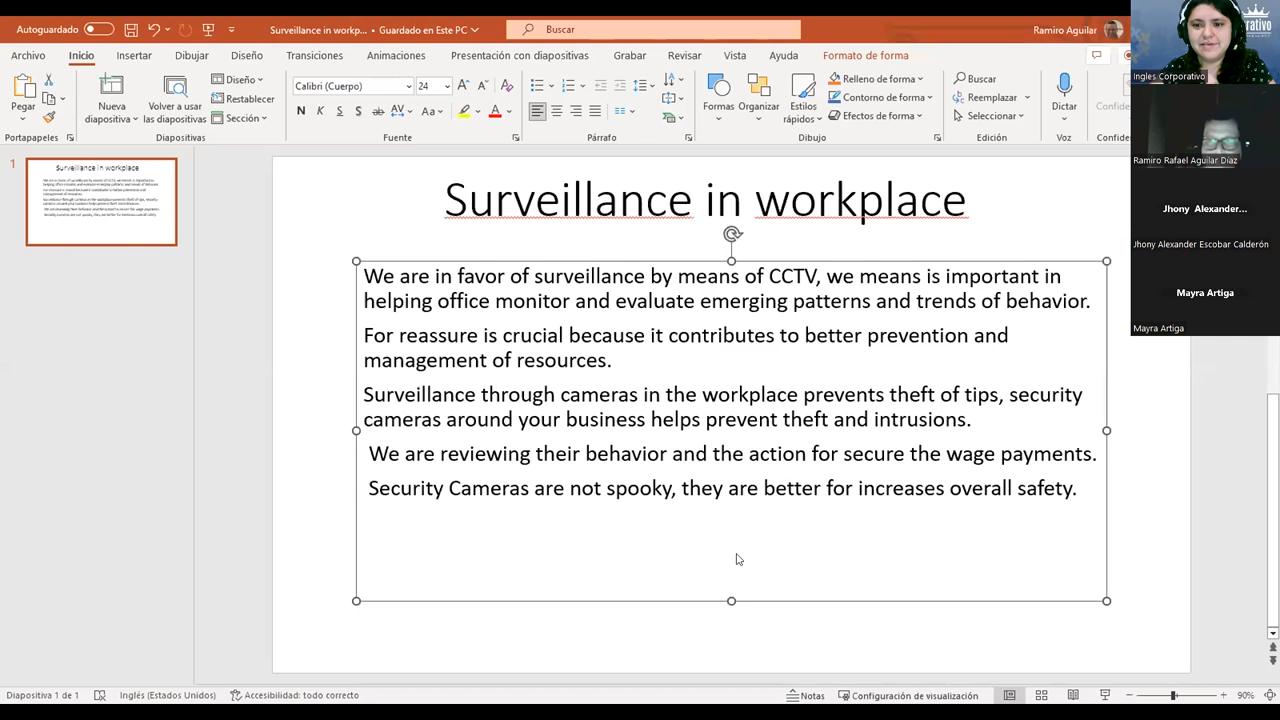 Autoguardado
Surveillance in workp... - Guardado en Este PC
Buscar
Ramiro Aguilar
Archivo Inicio Insertar Dibujar Diseño Transiciones Animaciones Presentación con diapositivas Grabar Revisar Vista Ayuda Formato de forma
Pegar
Nueva diapositiva
Volver a usar las diapositivas
Diseño
Restablecer
Sección
Calibri (Cuerpo) 24
N K S S ab AV Aa A
Formas
Organizar
Estilos rápidos
Relleno de forma
Contorno de forma
Efectos de forma
Buscar
Reemplazar
Seleccionar
Dictar
Portapapeles Diapositivas Fuente Párrafo Dibujo Edición Voz
Ingles Corporativo
Ramiro Rafael Aguilar Díaz
Jhony Alexander...
Jhony Alexander Escobar Calderón
Mayra Artiga
Mayra Artiga
1
Surveillance in workplace
We are in favor of surveillance by means of CCTV, we means is important in
helping office monitor and evaluate emerging patterns and trends of behavior.
For reassure is crucial because it contributes to better prevention and
management of resources.
Surveillance through cameras in the workplace prevents theft of tips, security
cameras around your business helps prevent theft and intrusions.
We are reviewing their behavior and the action for secure the wage payments.
Security Cameras are not spooky, they are better for increases overall safety.
Diapositiva 1 de 1 Inglés (Estados Unidos) Accesibilidad: todo correcto Notas Configuración de visualización 90%